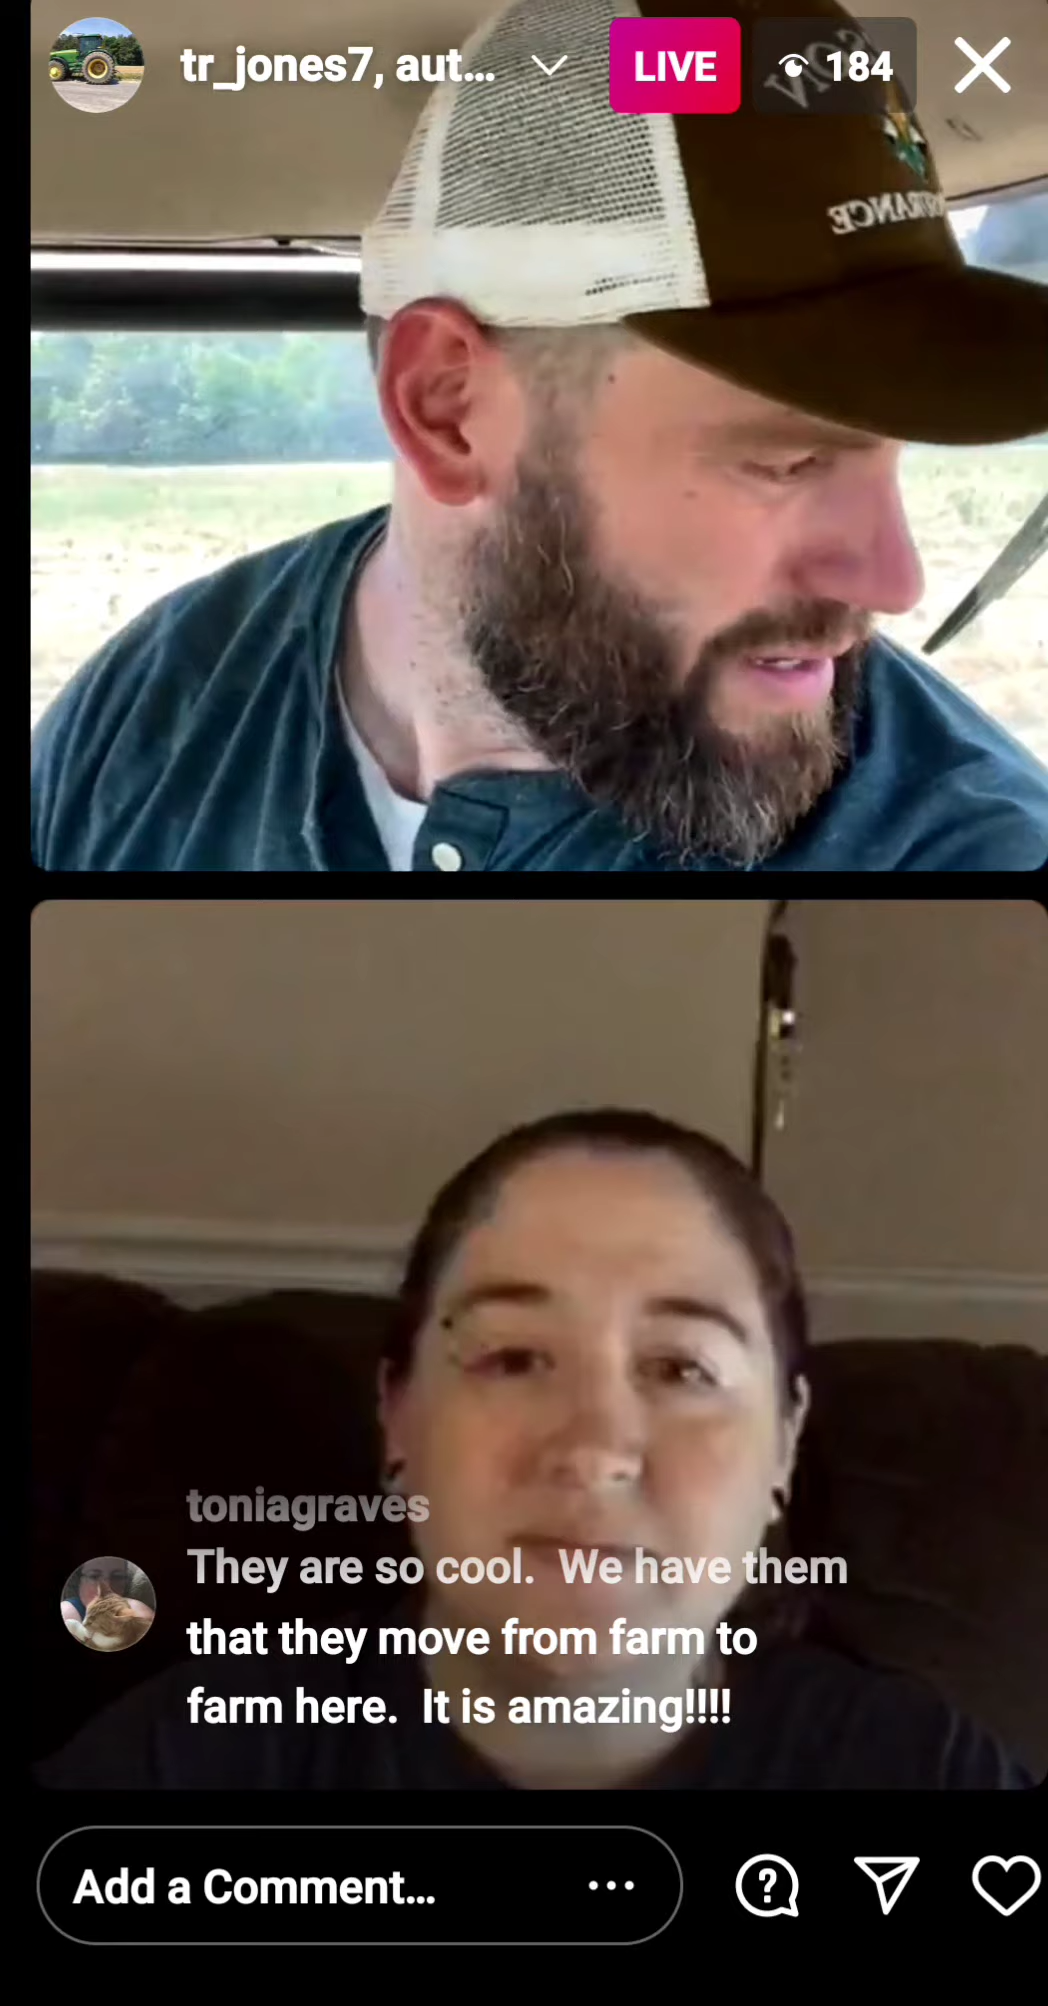 tr_jones7, aut...
LIVE
184
SOY
toniagraves
They are so cool.  We have them
that they move from farm to
farm here.  It is amazing!!!!
Add a Comment...